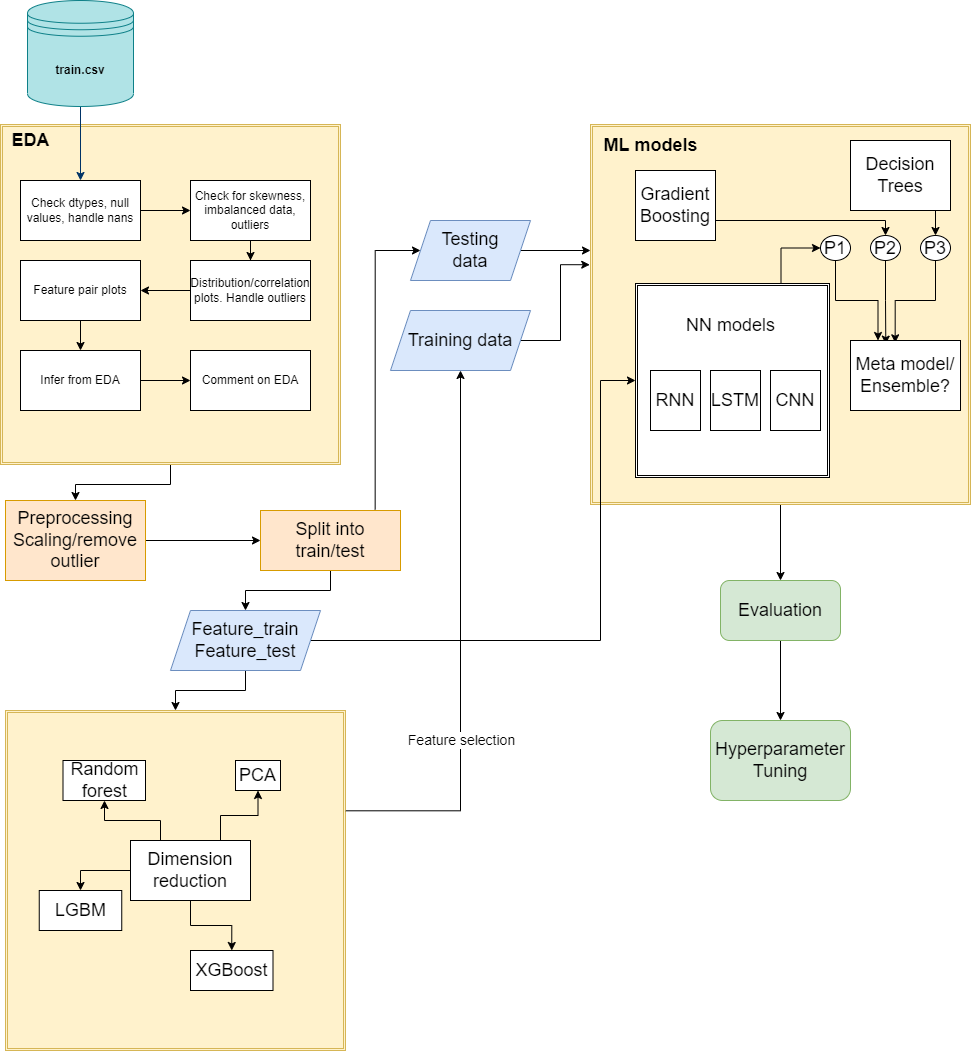 train.csv
EDA
Check dtypes, null
values, handle nans
Check for skewness,
imbalanced data,
outliers
Feature pair plots
Distribution/correlation
plots. Handle outliers
Infer from EDA
Comment on EDA
Preprocessing
Scaling/remove
outlier
Split into
train/test
Testing
data
Training data
Feature_train
Feature_test
Feature selection
Random
forest
PCA
Dimension
reduction
LGBM
XGBoost
ML models
Gradient
Boosting
Decision
Trees
P1
P2
P3
NN models
RNN
LSTM
CNN
Meta model/
Ensemble?
Evaluation
Hyperparameter
Tuning